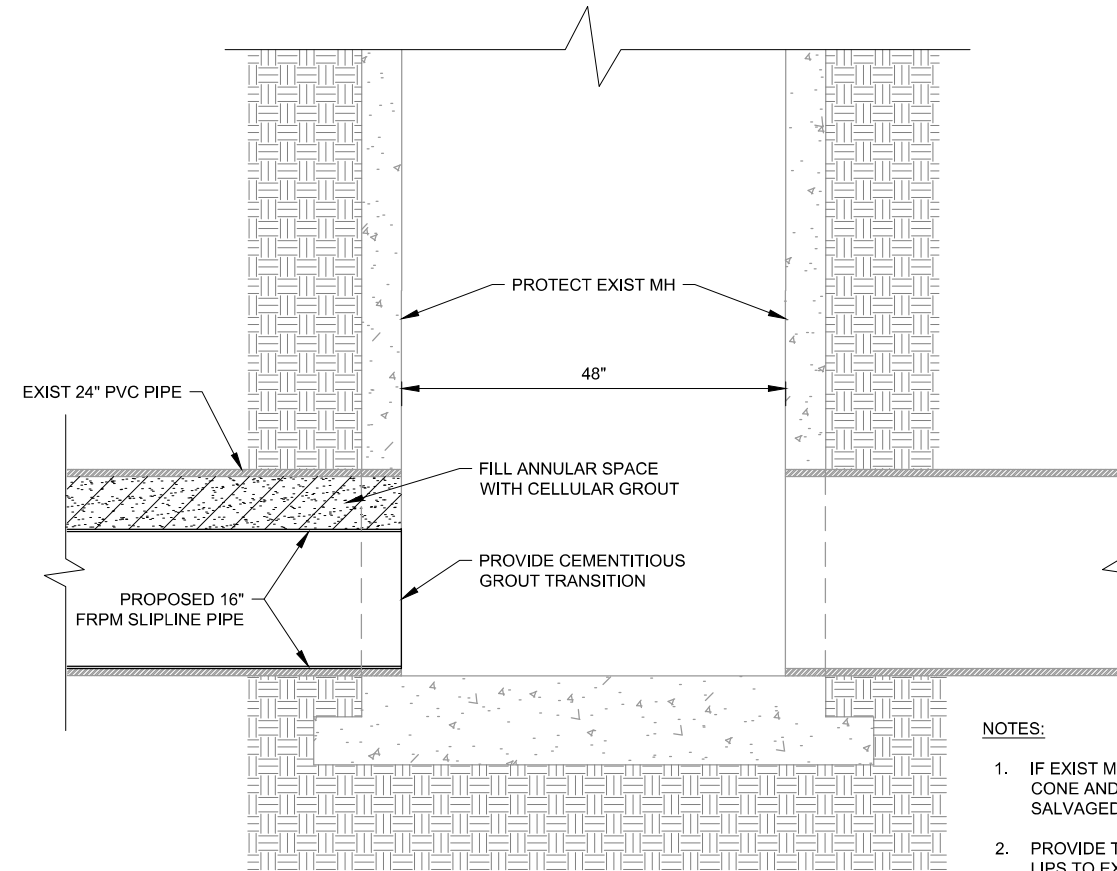 PROTECT EXIST MH
48"
EXIST 24" PVC PIPE
FILL ANNULAR SPACE
WITH CELLULAR GROUT
PROVIDE CEMENTITIOUS
GROUT TRANSITION
PROPOSED 16"
FRPM SLIPLINE PIPE
NOTES:
1. IF EXIST
CONE AND
SALVAGED
2. PROVIDE
LIPS TO